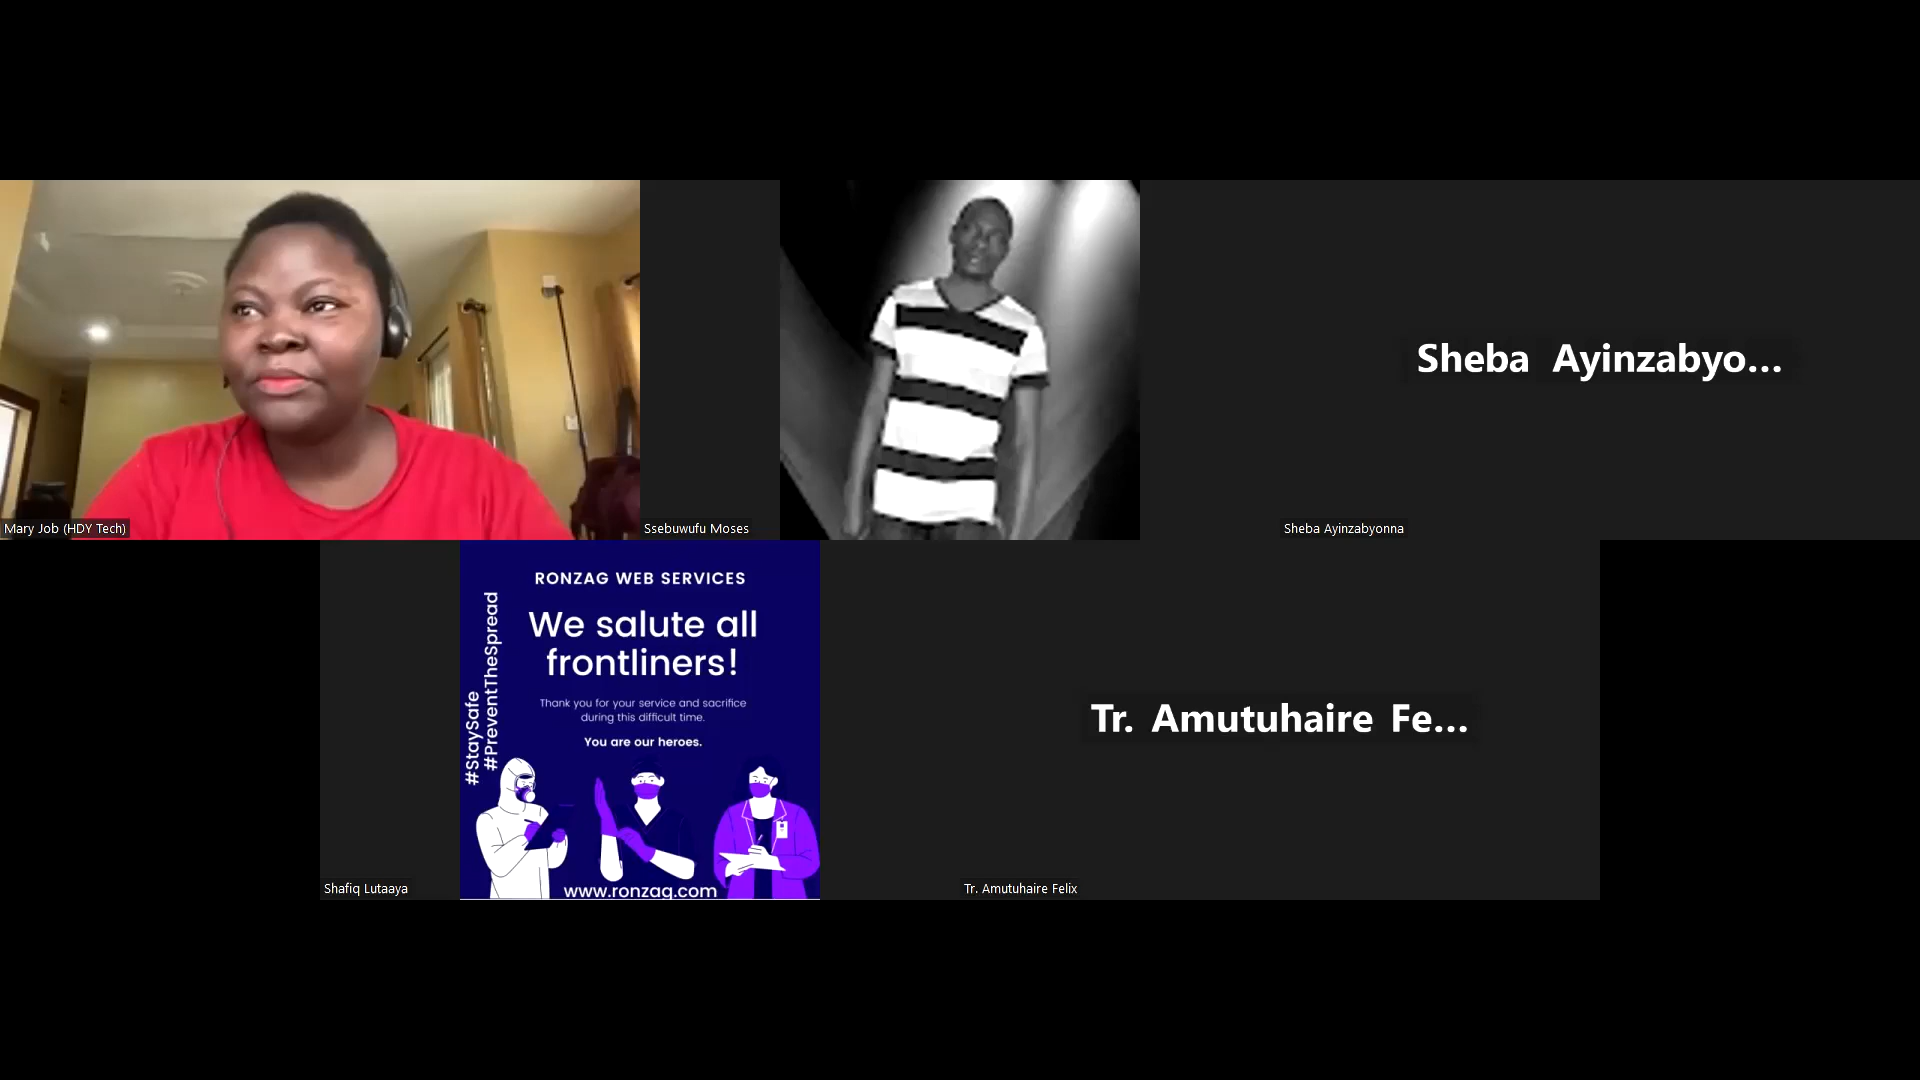 Mary Job (HDY Tech)
Ssebuwufu Moses
Sheba Ayinzabyo...
Sheba Ayinzabyonna
RONZAG WEB SERVICES
We salute all
frontliners!
Thank you for your service and sacrifice
during this difficult time.
You are our heroes.
#StaySafe
#PreventTheSpread
www.ronzag.com
Shafiq Lutaaya
Tr. Amutuhaire Fe...
Tr. Amutuhaire Felix